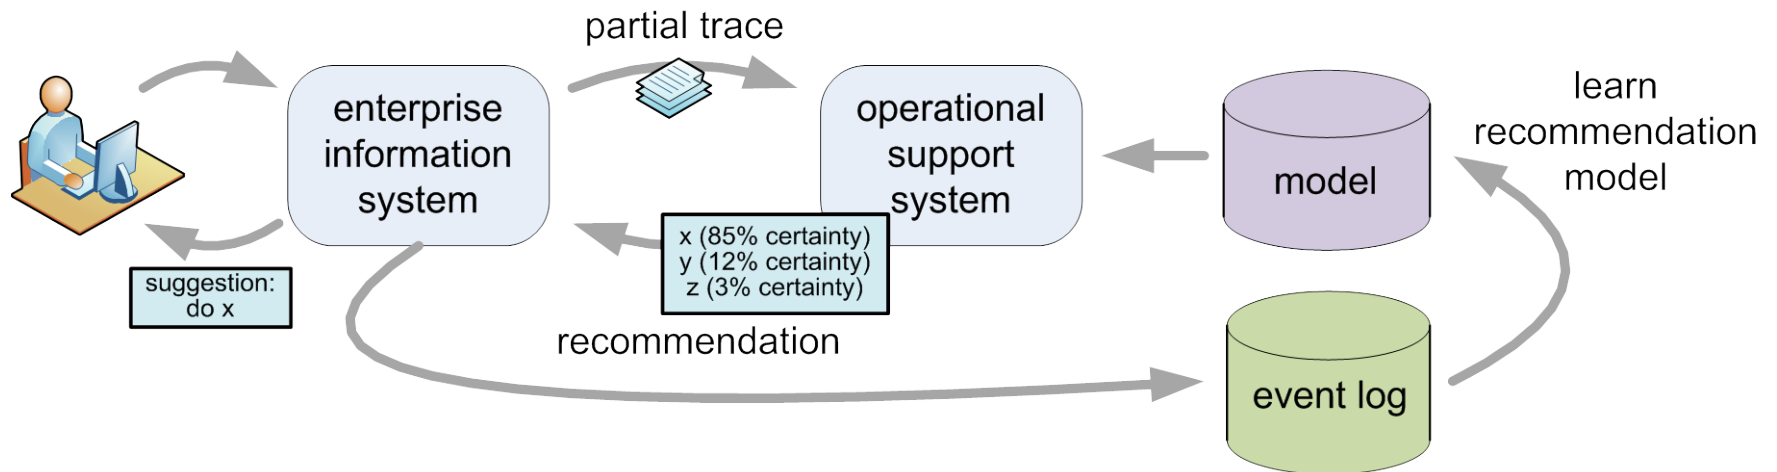 partial trace
enterprise
information
system
operational
support
system
model
learn
recommendation
model
x (85% certainty)
y (12% certainty)
z (3% certainty)
suggestion:
do x
recommendation
event log